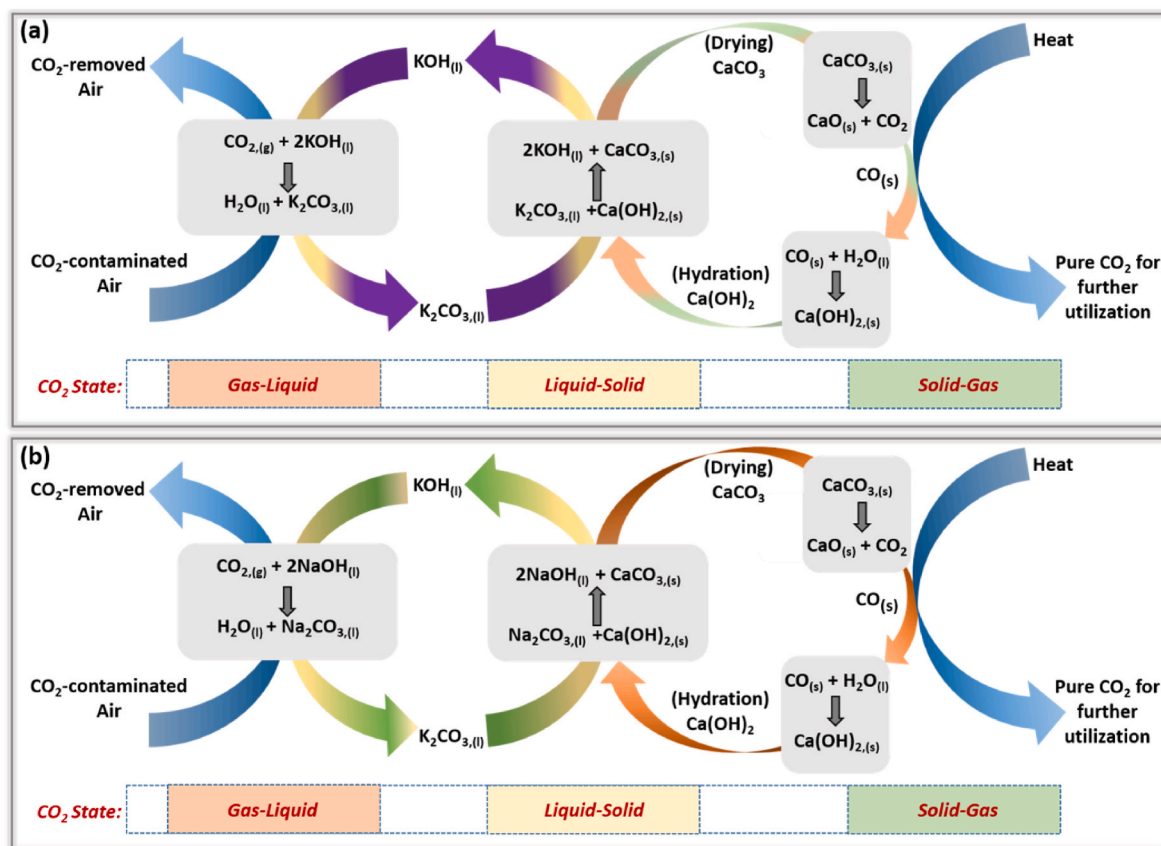 (a)
CO₂-removed
Air
KOH(l)
(Drying)
CaCO₃
CaCO₃,(s)
CaO(s) + CO₂
Heat
CO₂,(g) + 2KOH(l)
H₂O(l) + K₂CO₃,(l)
2KOH(l) + CaCO₃,(s)
K₂CO₃,(l) +Ca(OH)₂,(s)
CO(s)
CO₂-contaminated
Air
K₂CO₃,(l)
(Hydration)
Ca(OH)₂
CO(s) + H₂O(l)
Ca(OH)₂,(s)
Pure CO₂ for
further
utilization
CO₂ State:
Gas-Liquid
Liquid-Solid
Solid-Gas
(b)
CO₂-removed
Air
KOH(l)
(Drying)
CaCO₃
CaCO₃,(s)
CaO(s) + CO₂
Heat
CO₂,(g) + 2NaOH(l)
H₂O(l) + Na₂CO₃,(l)
2NaOH(l) + CaCO₃,(s)
Na₂CO₃,(l) +Ca(OH)₂,(s)
CO(s)
CO₂-contaminated
Air
K₂CO₃,(l)
(Hydration)
Ca(OH)₂
CO(s) + H₂O(l)
Ca(OH)₂,(s)
Pure CO₂ for
further
utilization
CO₂ State:
Gas-Liquid
Liquid-Solid
Solid-Gas